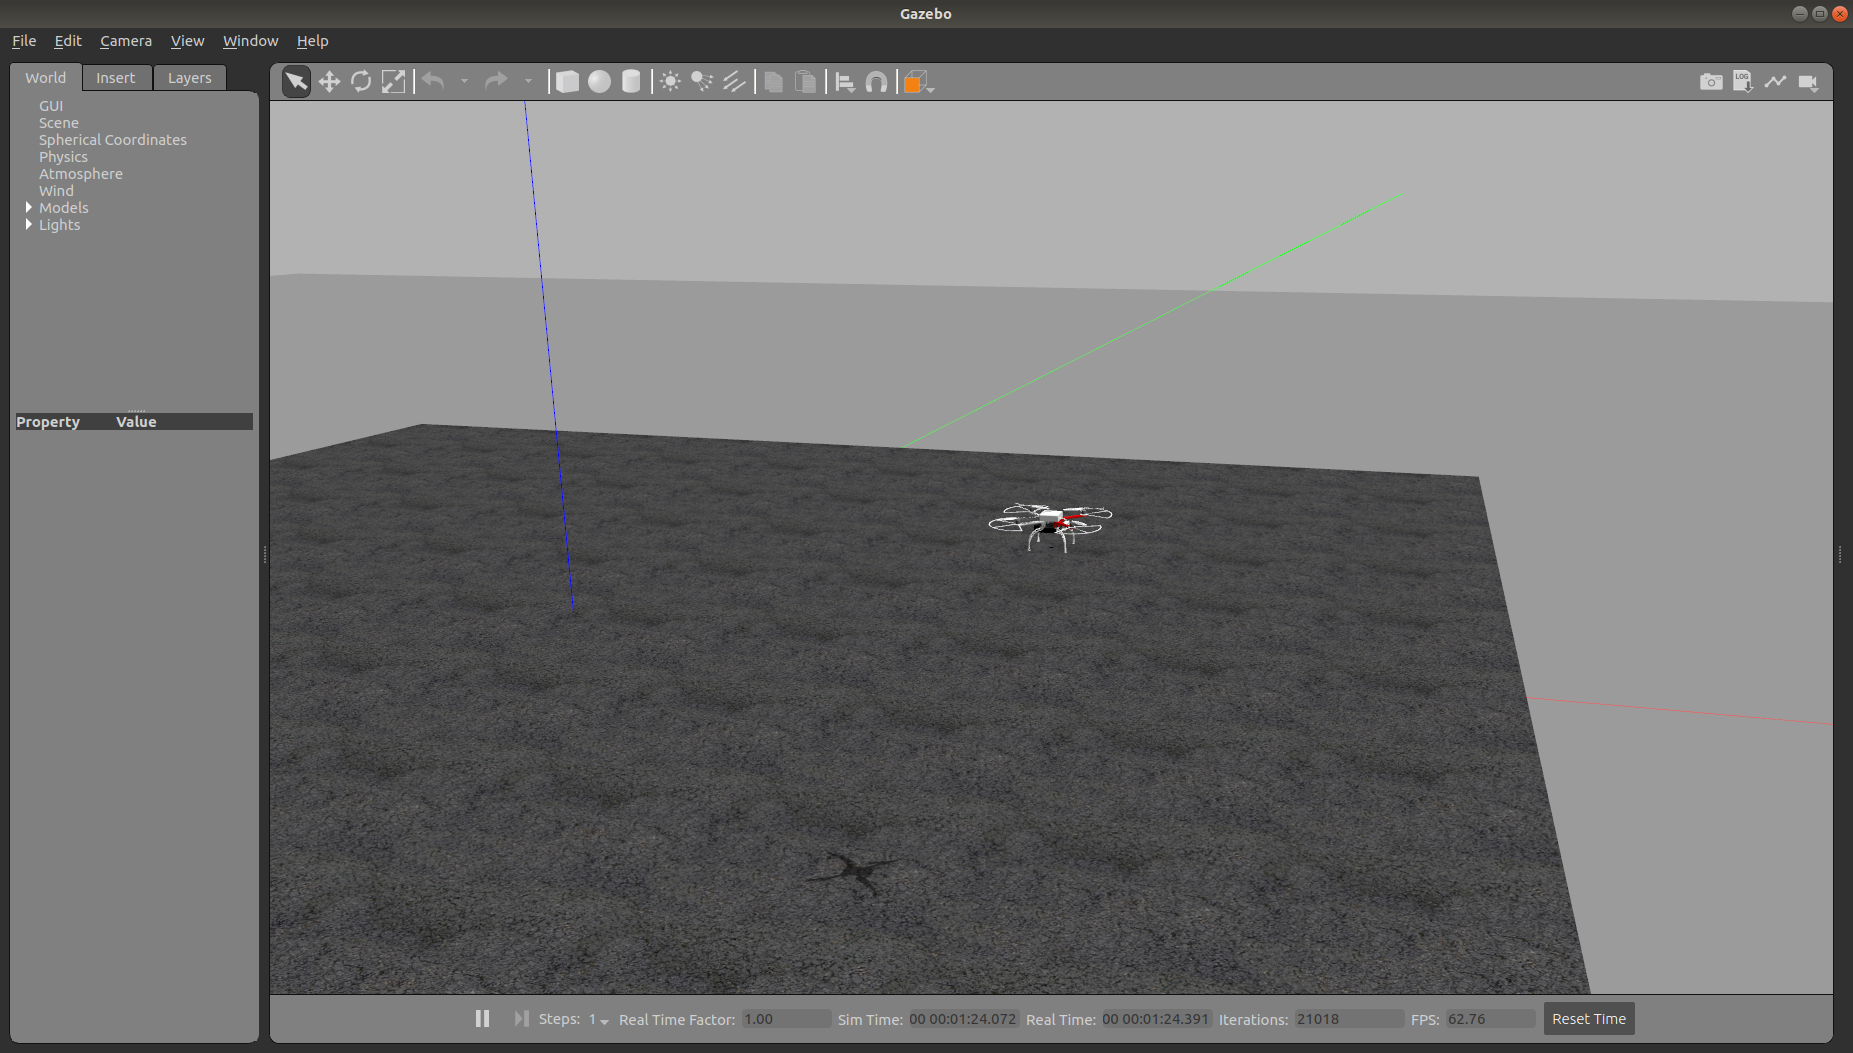 Gazebo
File Edit Camera View Window Help
World Insert Layers
LOG
GUI
Scene
Spherical Coordinates
Physics
Atmosphere
Wind
Models
Lights
Property Value
Steps: 1 Real Time Factor: 1.00 Sim Time: 00 00:01:24.072 Real Time: 00 00:01:24.391 Iterations: 21018 FPS: 62.76 Reset Time